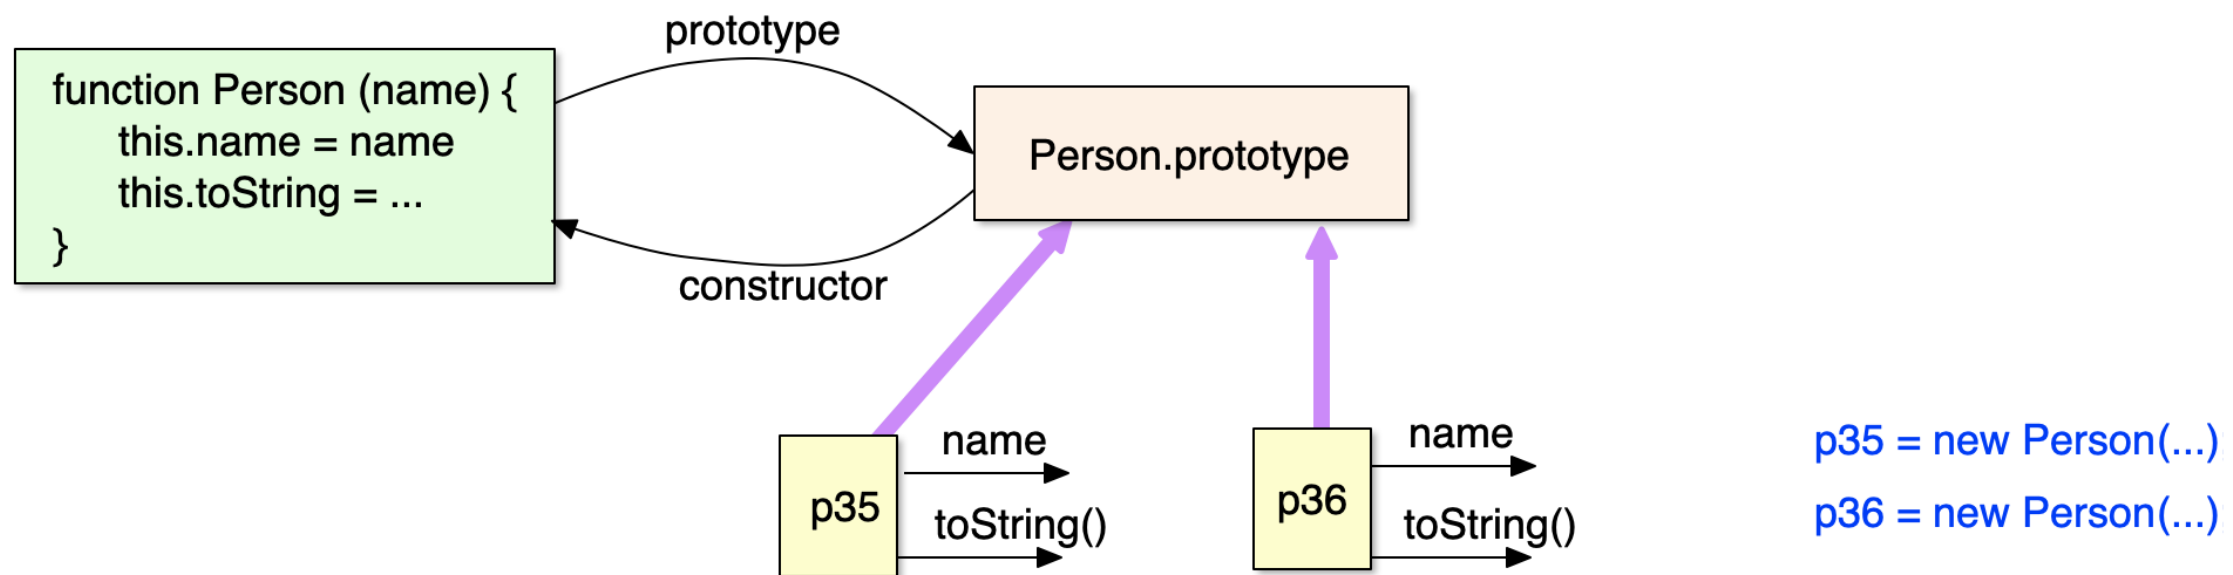 prototype
function Person (name) {
this.name = name
this.toString = ...
}
Person.prototype
constructor
p35
name
toString()
p36
name
toString()
p35 = new Person(...)
p36 = new Person(...)